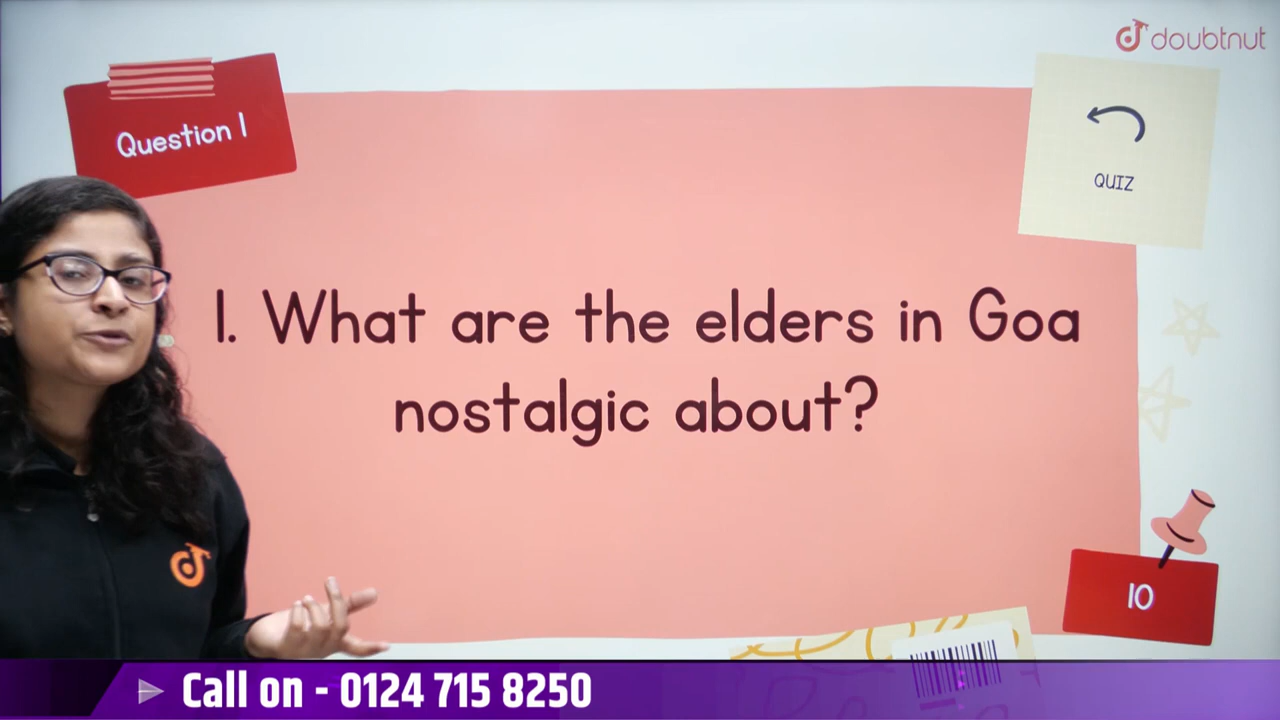 doubtnut
Question 1
QUIZ
1. What are the elders in Goa
nostalgic about?
10
Call on - 0124 715 8250